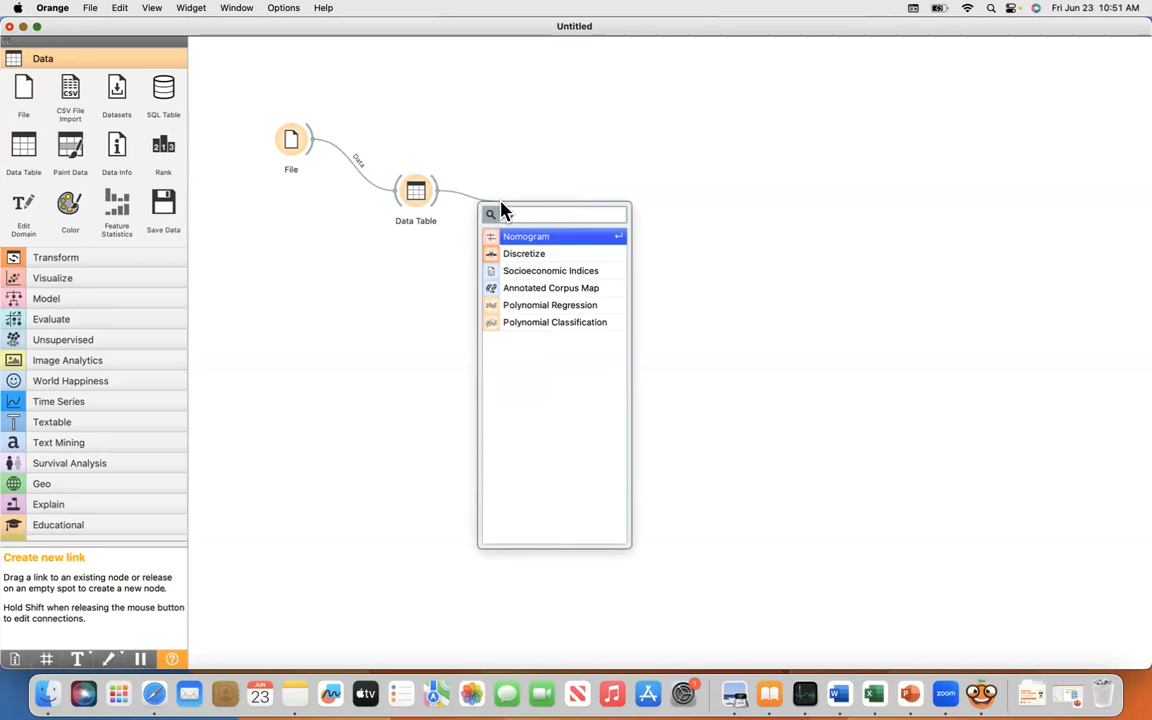 Orange File Edit View Widget Window Options Help Fri Jun 23 10:51 AM
Untitled
Data
File CSV File Import Datasets SQL Table
Data Table Paint Data Data Info Rank
Edit Domain Color Feature Statistics Save Data
Transform
Visualize
Model
Evaluate
Unsupervised
Image Analytics
World Happiness
Time Series
Textable
Text Mining
Survival Analysis
Geo
Explain
Educational
Create new link
Drag a link to an existing node or release
on an empty spot to create a new node.
Hold Shift when releasing the mouse button
to edit connections.
File
Data
Data Table
Nomogram
Discretize
Socioeconomic Indices
Annotated Corpus Map
Polynomial Regression
Polynomial Classification
JUN
23
tv
zoom
1